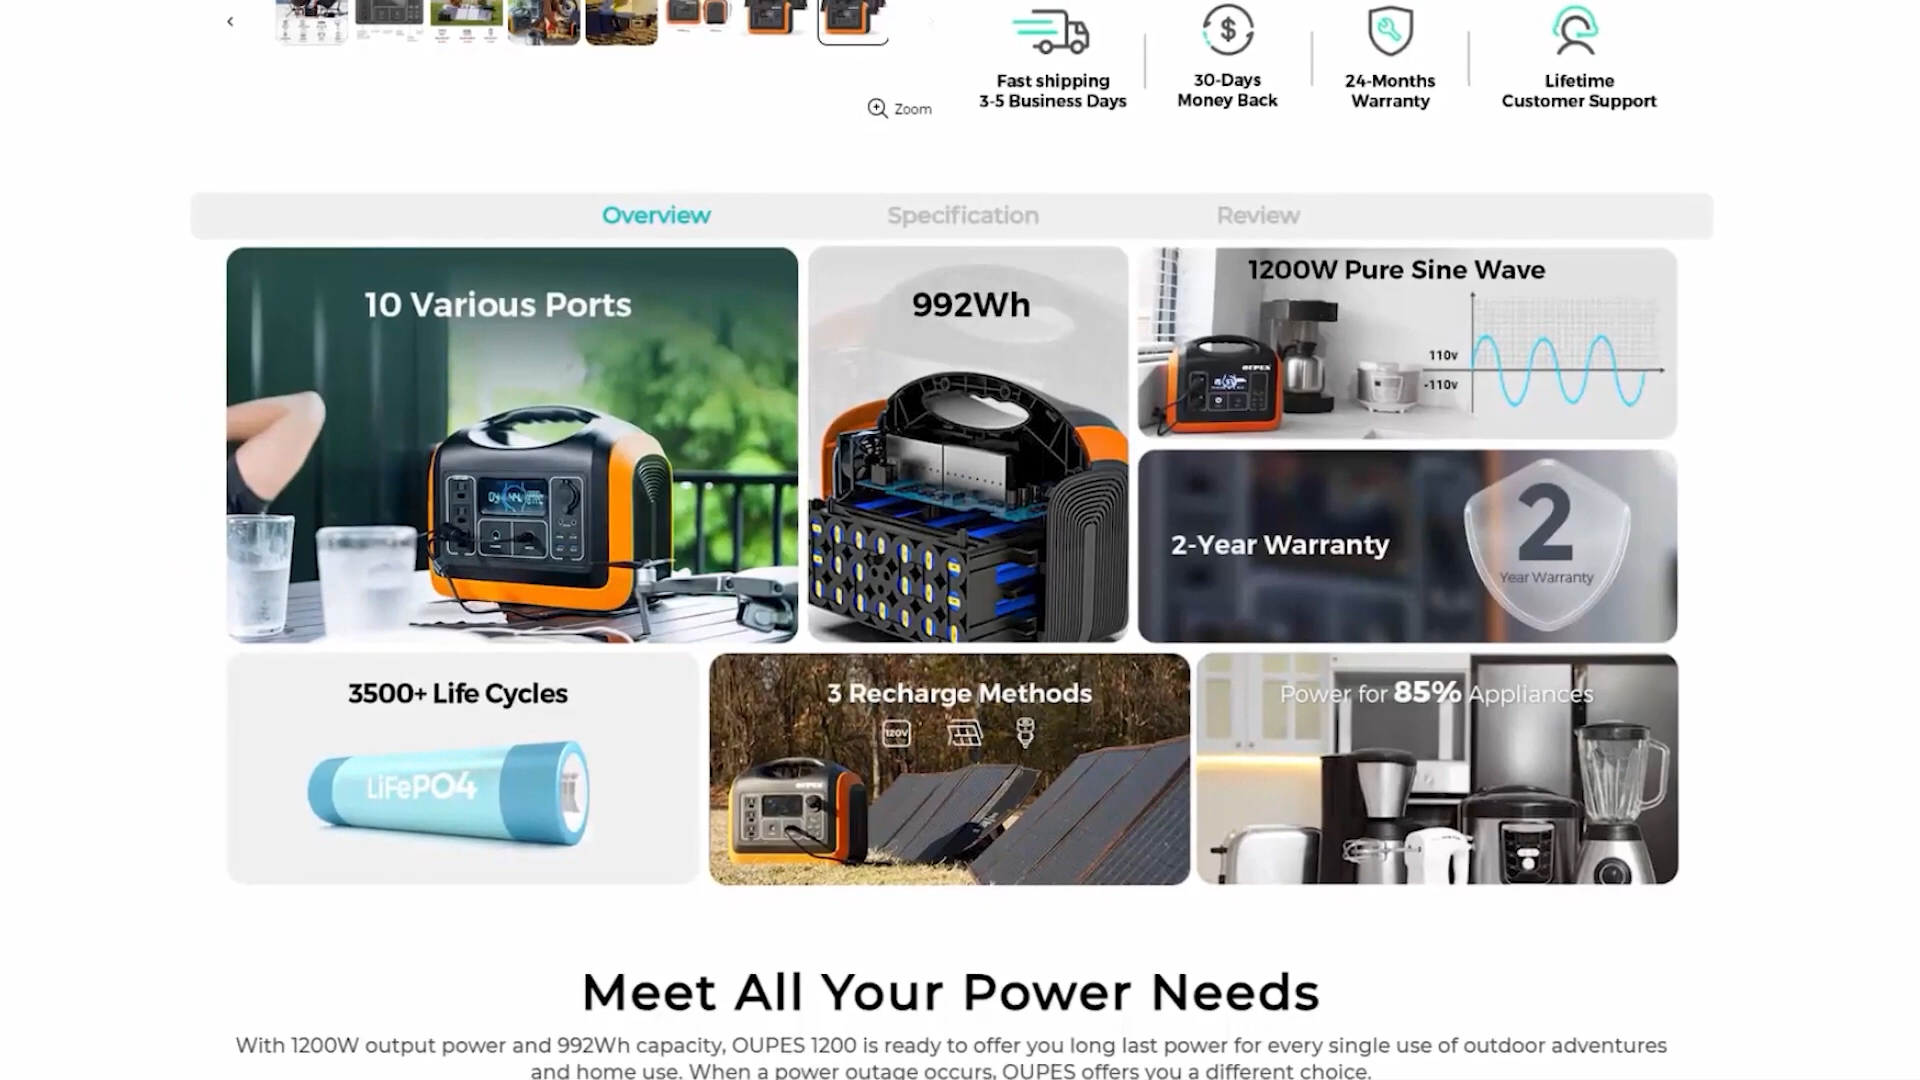 Zoom
Fast shipping
3-5 Business Days
30-Days
Money Back
24-Months
Warranty
Lifetime
Customer Support
Overview
Specification
Review
10 Various Ports
992Wh
1200W Pure Sine Wave
110v
-110v
OUPES
2-Year Warranty
2
Year Warranty
3500+ Life Cycles
LiFePO4
3 Recharge Methods
120V
OUPES
Power for 85% Appliances
Meet All Your Power Needs
With 1200W output power and 992Wh capacity, OUPES 1200 is ready to offer you long last power for every single use of outdoor adventures
and home use. When a power outage occurs, OUPES offers you a different choice.